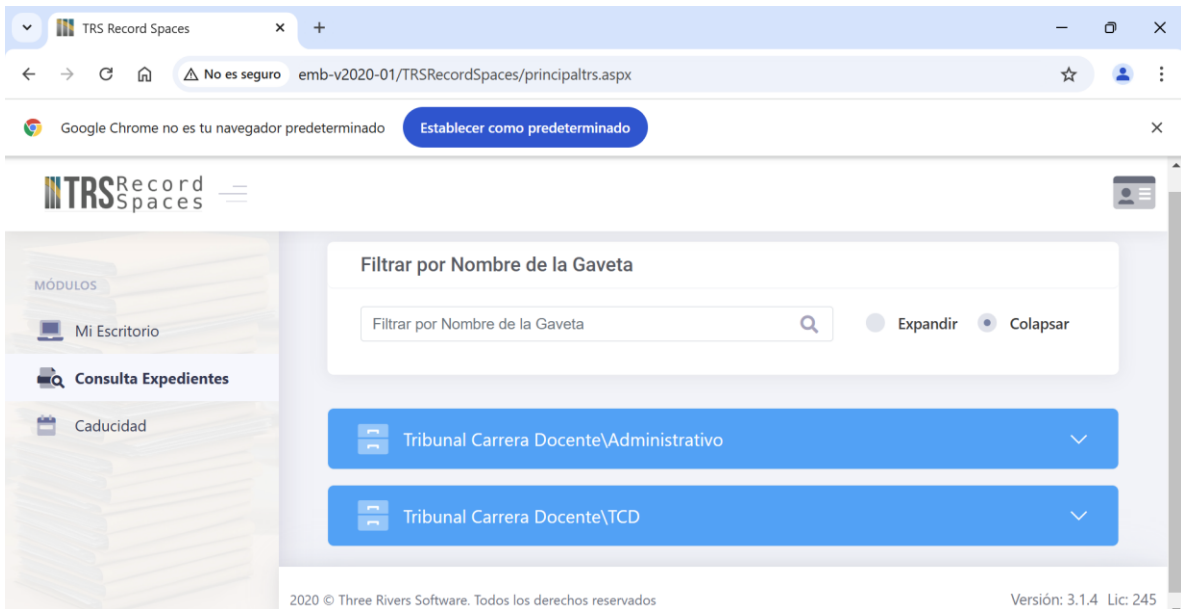 TRS Record Spaces
No es seguro emb-v2020-01/TRSRecordSpaces/principaltrs.aspx
Google Chrome no es tu navegador predeterminado Establecer como predeterminado
TRS Record Spaces
MÓDULOS
Mi Escritorio
Consulta Expedientes
Caducidad
Filtrar por Nombre de la Gaveta
Filtrar por Nombre de la Gaveta Expandir Colapsar
Tribunal Carrera Docente\Administrativo
Tribunal Carrera Docente\TCD
2020 © Three Rivers Software. Todos los derechos reservados Versión: 3.1.4 Lic: 245